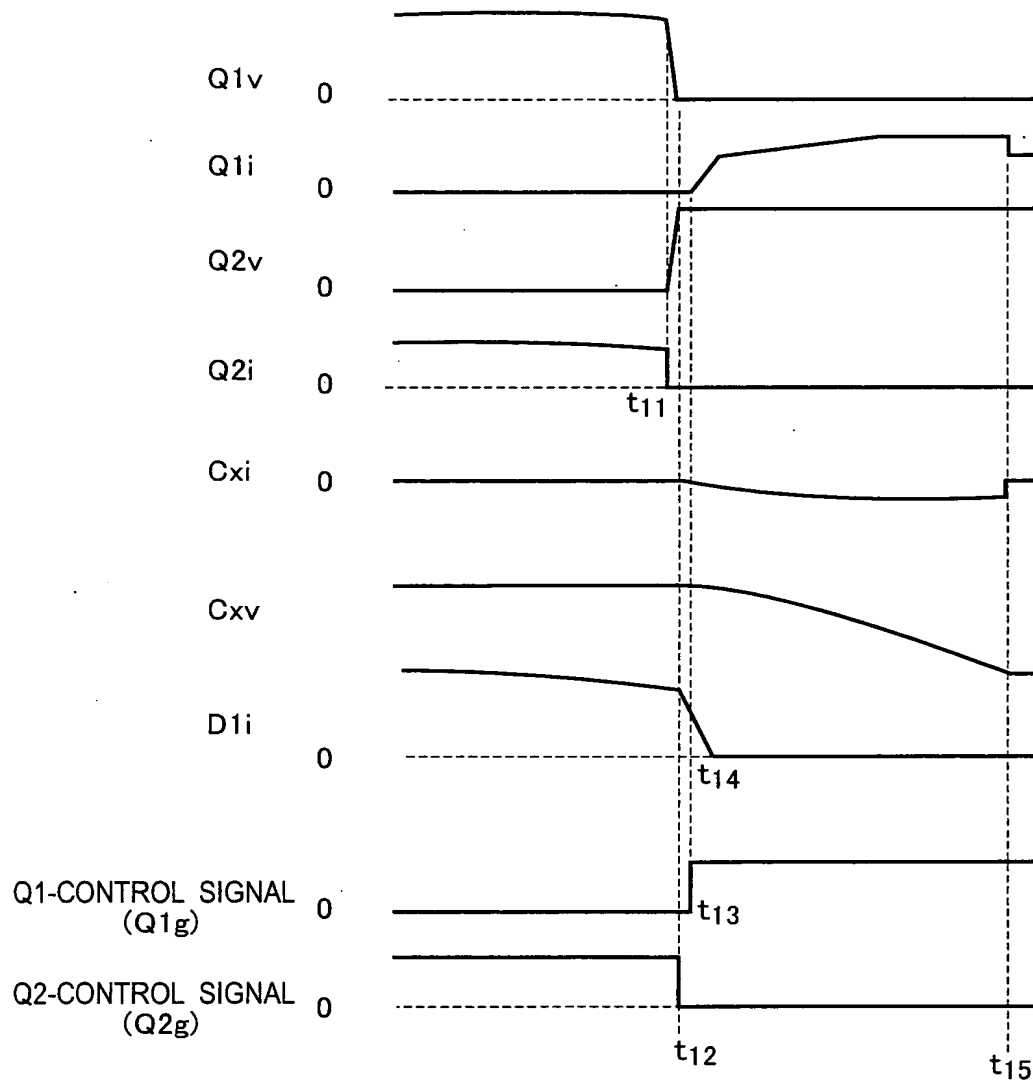 Q1v 0
Q1i 0
Q2v 0
Q2i 0
t11
Cxi 0
Cxv
D1i 0
t14
Q1-CONTROL SIGNAL 0
(Q1g)
t13
Q2-CONTROL SIGNAL 0
(Q2g)
t12
t15